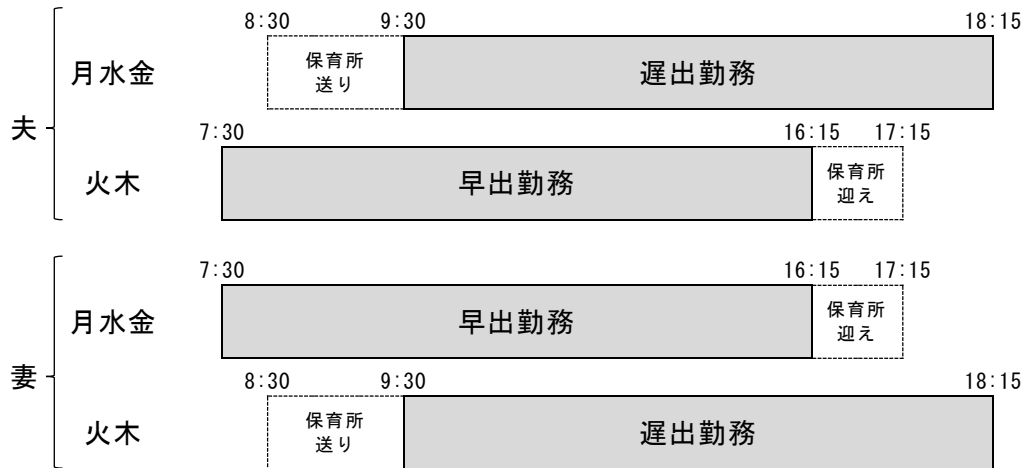 8:30 9:30 18:15
月水金 保育所 送り 遅出勤務
夫
7:30 16:15 17:15
火木 早出勤務 保育所 迎え
7:30 16:15 17:15
月水金 早出勤務 保育所 迎え
妻
8:30 9:30 18:15
火木 保育所 送り 遅出勤務